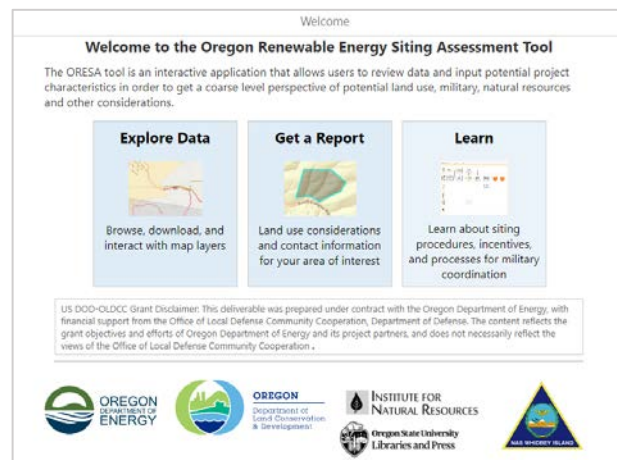 Welcome
Welcome to the Oregon Renewable Energy Siting Assessment Tool
The ORESA tool is an interactive application that allows users to review data and input potential project
characteristics in order to get a coarse level perspective of potential land use, military, natural resources
and other considerations.
Explore Data
Browse, download, and
interact with map layers
Get a Report
Land use considerations
and contact information
for your area of interest
Learn
Learn about siting
procedures, incentives,
and processes for military
coordination
US DOD-OLDCC Grant Disclaimer: This deliverable was prepared under contract with the Oregon Department of Energy, with
financial support from the Office of Local Defense Community Cooperation, Department of Defense. The content reflects the
grant objectives and efforts of Oregon Department of Energy and its project partners, and does not necessarily reflect the
views of the Office of Local Defense Community Cooperation .
OREGON
DEPARTMENT OF
ENERGY
OREGON
Department of
Land Conservation
& Development
INSTITUTE FOR
NATURAL RESOURCES
Oregon State University
Libraries and Press
NAS WHIDBEY ISLAND